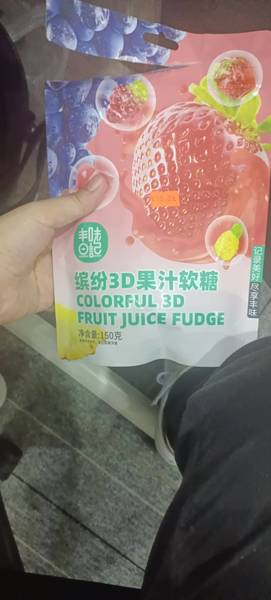 丰味
日記
缤纷3D果汁软糖
COLORFUL 3D
FRUIT JUICE FUDGE
净含量:150克
记录美好 尽享丰味